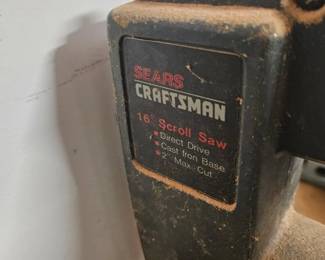 SEARS
CRAFTSMAN
16" Scroll Saw
• Direct Drive
• Cast Iron Base
• 2" Max. Cut